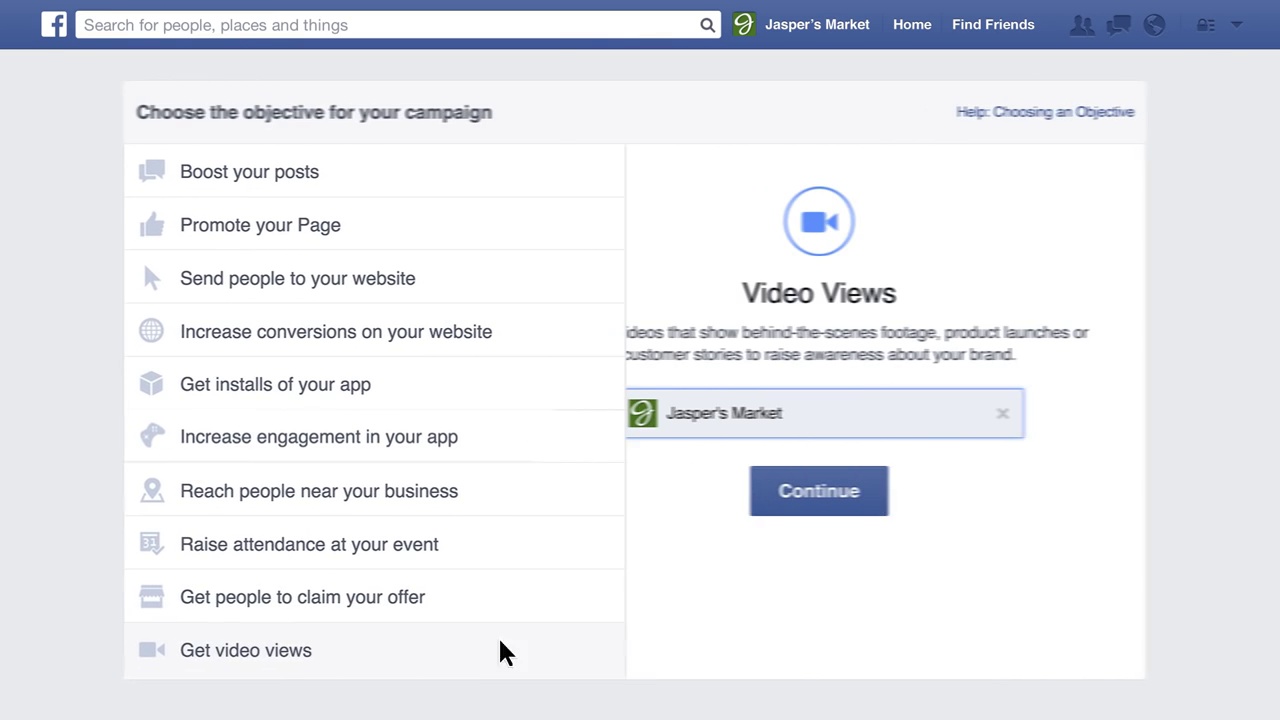 Search for people, places and things
Jasper's Market
Home
Find Friends
Choose the objective for your campaign
Help: Choosing an Objective
Boost your posts
Promote your Page
Send people to your website
Increase conversions on your website
Get installs of your app
Increase engagement in your app
Reach people near your business
31
Raise attendance at your event
Get people to claim your offer
Get video views
Video Views
that show behind-the-scenes footage, product launches or
customer stories to raise awareness about your brand.
Jasper's Market
Continue